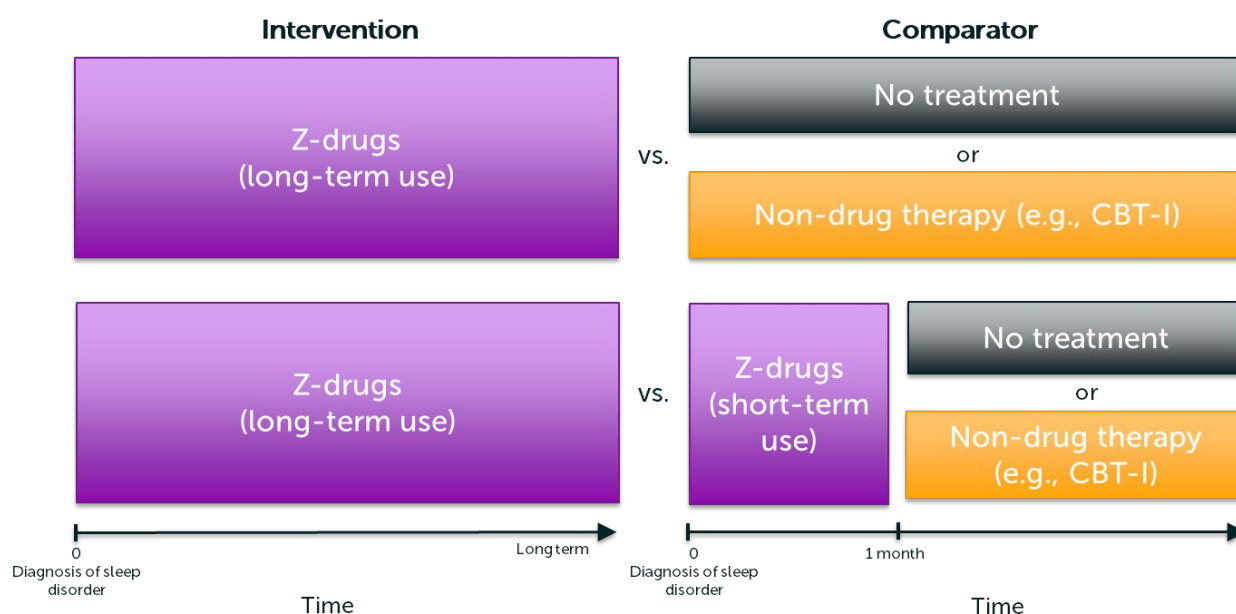 Intervention
Comparator
Z-drugs
(long-term use)
vs.
No treatment
or
Non-drug therapy (e.g., CBT-I)
Z-drugs
(long-term use)
vs.
Z-drugs
(short-term
use)
No treatment
or
Non-drug therapy
(e.g., CBT-I)
0
Diagnosis of sleep
disorder
Long term
Time
0
Diagnosis of sleep
disorder
1 month
Time